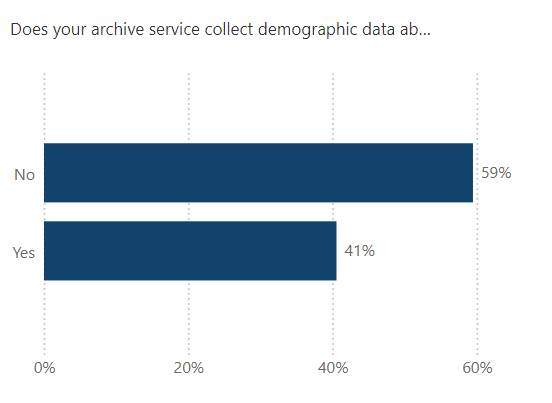 Does your archive service collect demographic data ab...
No
59%
Yes
41%
0%
20%
40%
60%